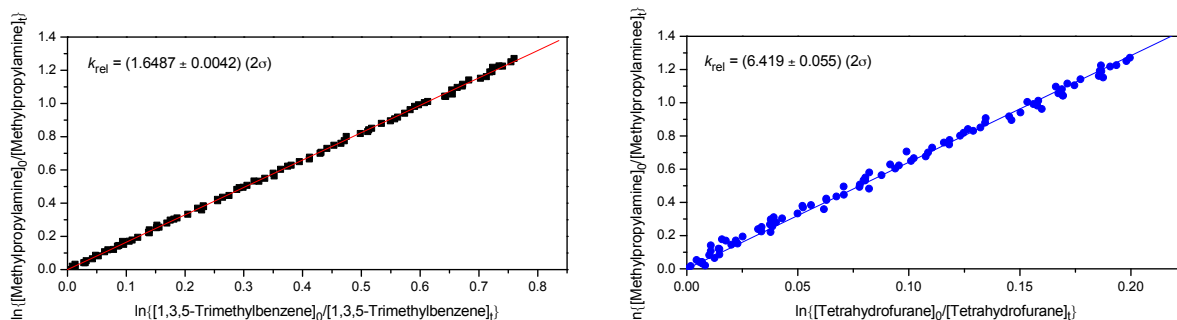 ln{[Methylpropylamine]₀/[Methylpropylamine]ₜ}
1.4
1.2
1.0
0.8
0.6
0.4
0.2
0.0
k_rel = (1.6487 ± 0.0042) (2σ)
0.0 0.1 0.2 0.3 0.4 0.5 0.6 0.7 0.8
ln{[1,3,5-Trimethylbenzene]₀/[1,3,5-Trimethylbenzene]ₜ}
n{[Methylpropylamine]₀/[Methylpropylaminee]ₜ}
1.4
1.2
1.0
0.8
0.6
0.4
0.2
0.0
k_rel = (6.419 ± 0.055) (2σ)
0.00 0.05 0.10 0.15 0.20
ln{[Tetrahydrofurane]₀/[Tetrahydrofurane]ₜ}